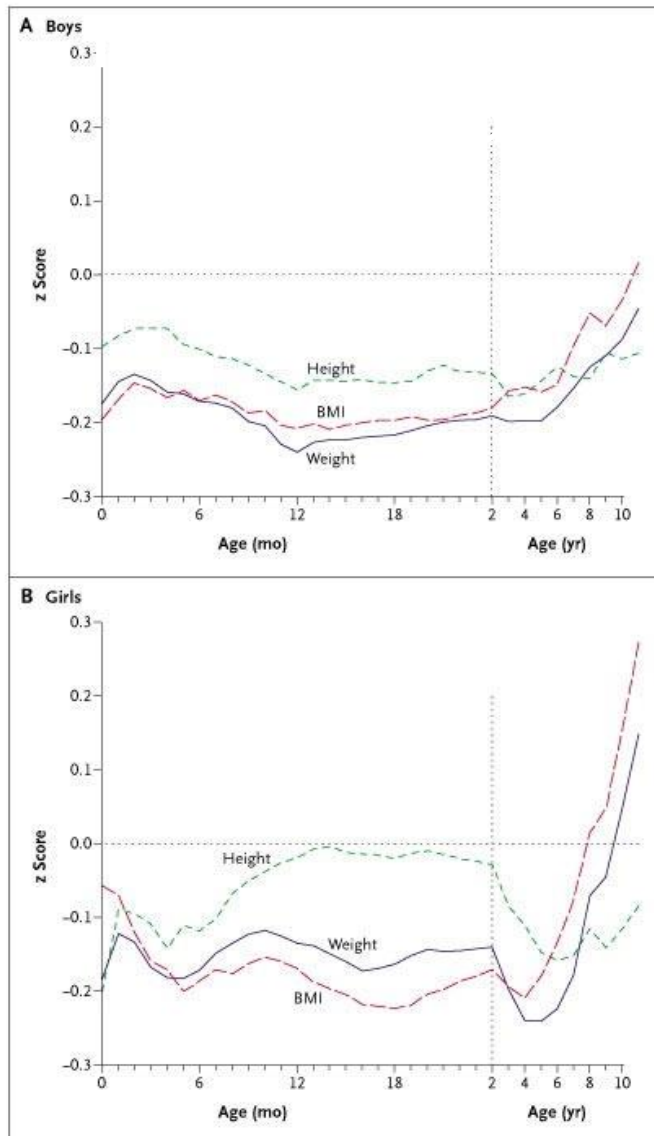 A Boys
0.3
0.2
0.1
0.0
−0.1
−0.2
−0.3
z Score
Height
BMI
Weight
0 6 12 18 2 4 6 8 10
Age (mo) Age (yr)
B Girls
0.3
0.2
0.1
0.0
−0.1
−0.2
−0.3
z Score
Height
Weight
BMI
0 6 12 18 2 4 6 8 10
Age (mo) Age (yr)